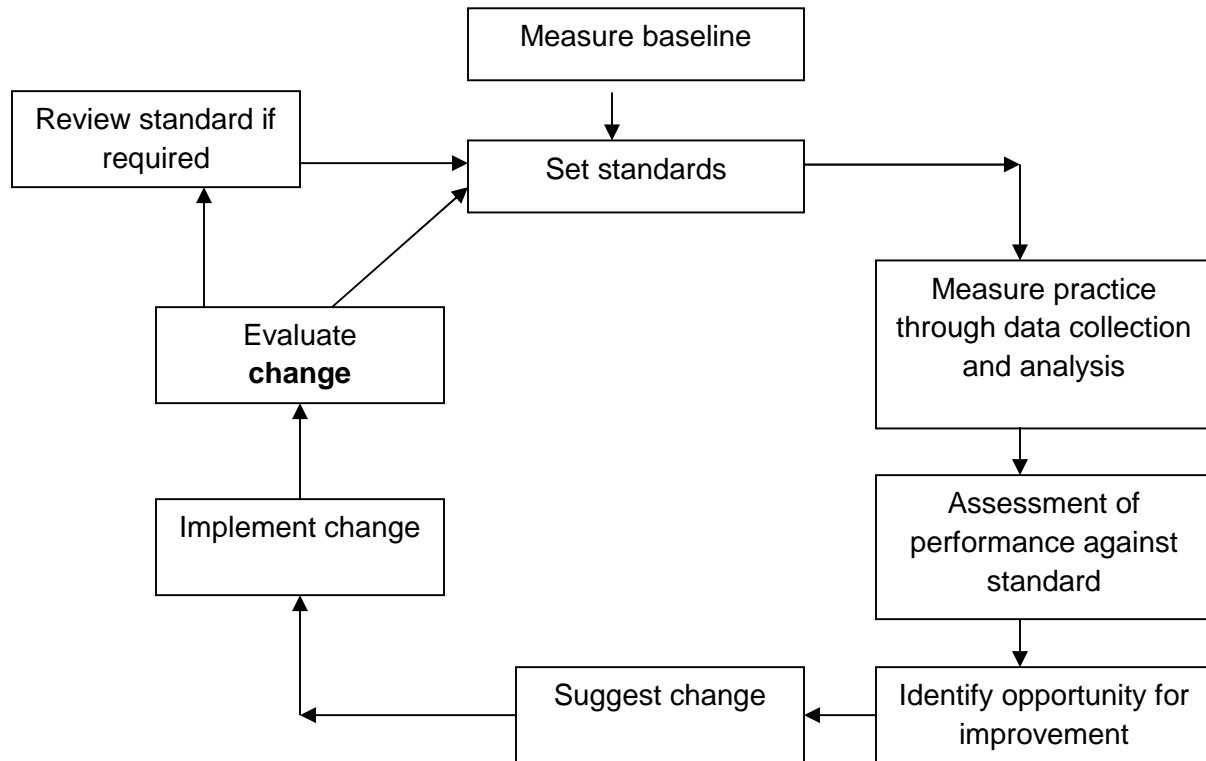 Measure baseline
Review standard if
required
Set standards
Measure practice
through data collection
and analysis
Evaluate
change
Assessment of
performance against
standard
Implement change
Suggest change
Identify opportunity for
improvement